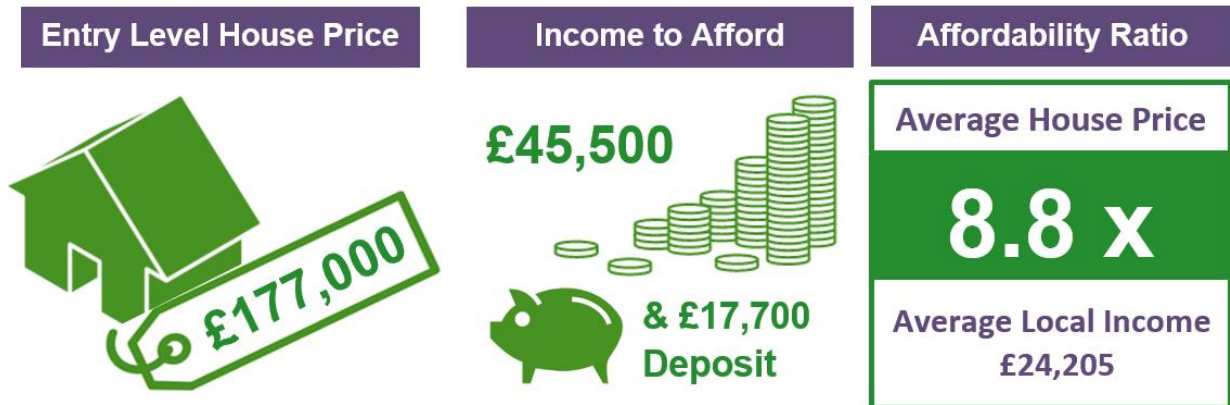 Entry Level House Price
£177,000
Income to Afford
£45,500
& £17,700
Deposit
Affordability Ratio
Average House Price
8.8 x
Average Local Income
£24,205